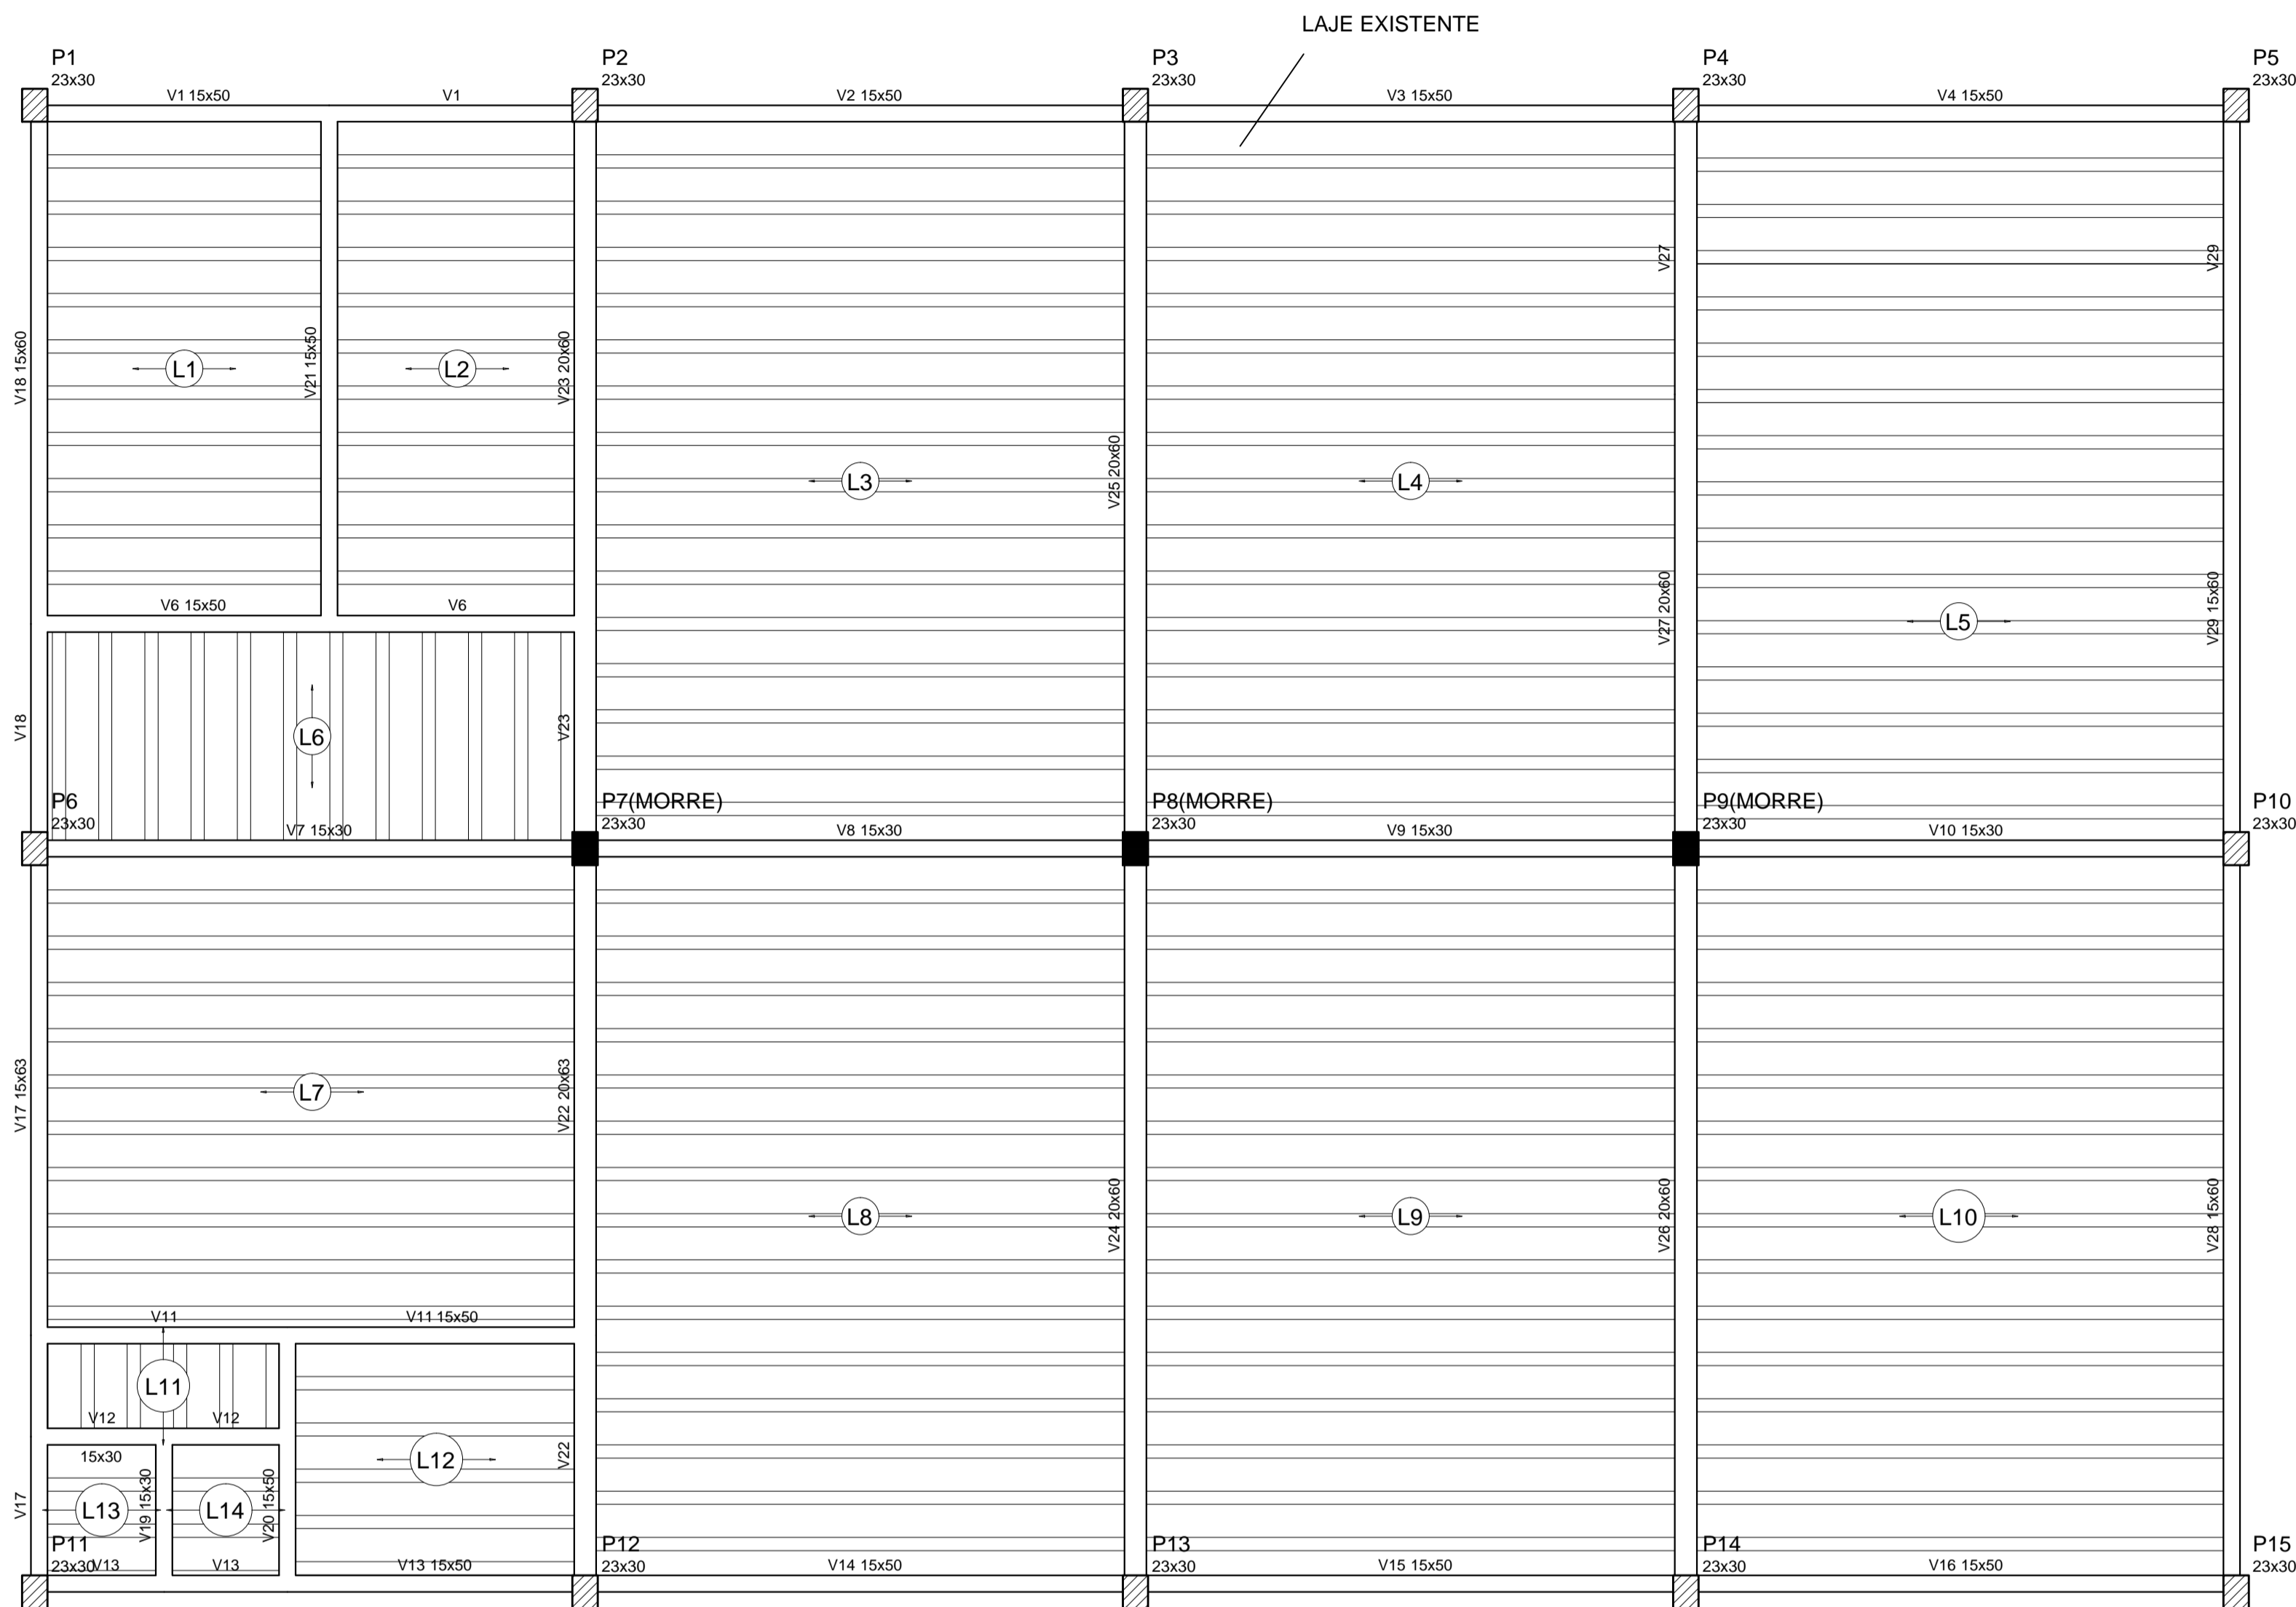 LAJE EXISTENTE
P1
23x30
P2
23x30
P3
23x30
P4
23x30
P5
23x30
V1 15x50
V1
V2 15x50
V3 15x50
V4 15x50
V27
V29
V18 15x60
L1
V21 15x50
L2
V23 20x60
L3
V25 20x60
L4
V27 20x60
L5
V29 15x60
V6 15x50
V6
V18
L6
V23
P6
23x30
P7(MORRE)
23x30
P8(MORRE)
23x30
P9(MORRE)
23x30
P10
23x30
V7 15x30
V8 15x30
V9 15x30
V10 15x30
V17 15x63
L7
V22 20x63
L8
V24 20x60
L9
V26 20x60
L10
V28 15x60
V11
V11 15x50
L11
V12
V12
L12
V22
15x30
V17
L13
V19 15x30
L14
V20 15x50
P11
23x30
V13
V13
V13 15x50
P12
23x30
V14 15x50
P13
23x30
V15 15x50
P14
23x30
V16 15x50
P15
23x30